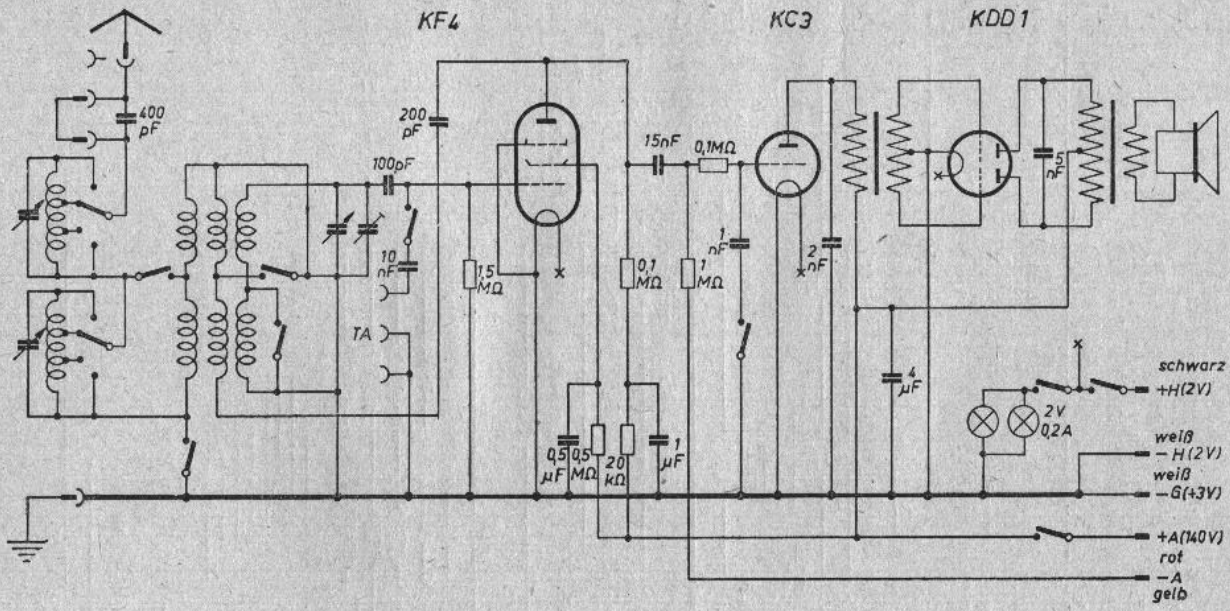 KF4
KC3
KDD1
400
pF
200
pF
100pF
10
nF
TA
1,5
MΩ
15nF
0,1MΩ
0,1
MΩ
1
nF
1
MΩ
2
nF
5
nF
4
µF
0,5
µF
0,5
MΩ
20
kΩ
1
µF
2V
0,2A
schwarz
+H(2V)
weiß
-H(2V)
weiß
-G(+3V)
+A(140V)
rot
-A
gelb